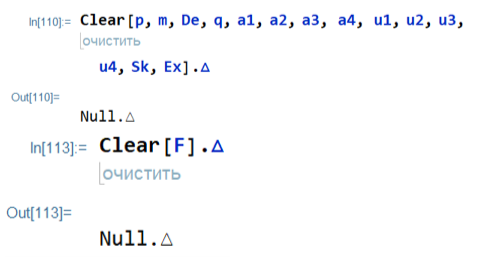 In[110]:= Clear[p, m, De, q, a1, a2, a3, a4, u1, u2, u3,
очистить
u4, Sk, Ex].Δ
Out[110]=
Null.Δ
In[113]:= Clear[F].Δ
очистить
Out[113]=
Null.Δ